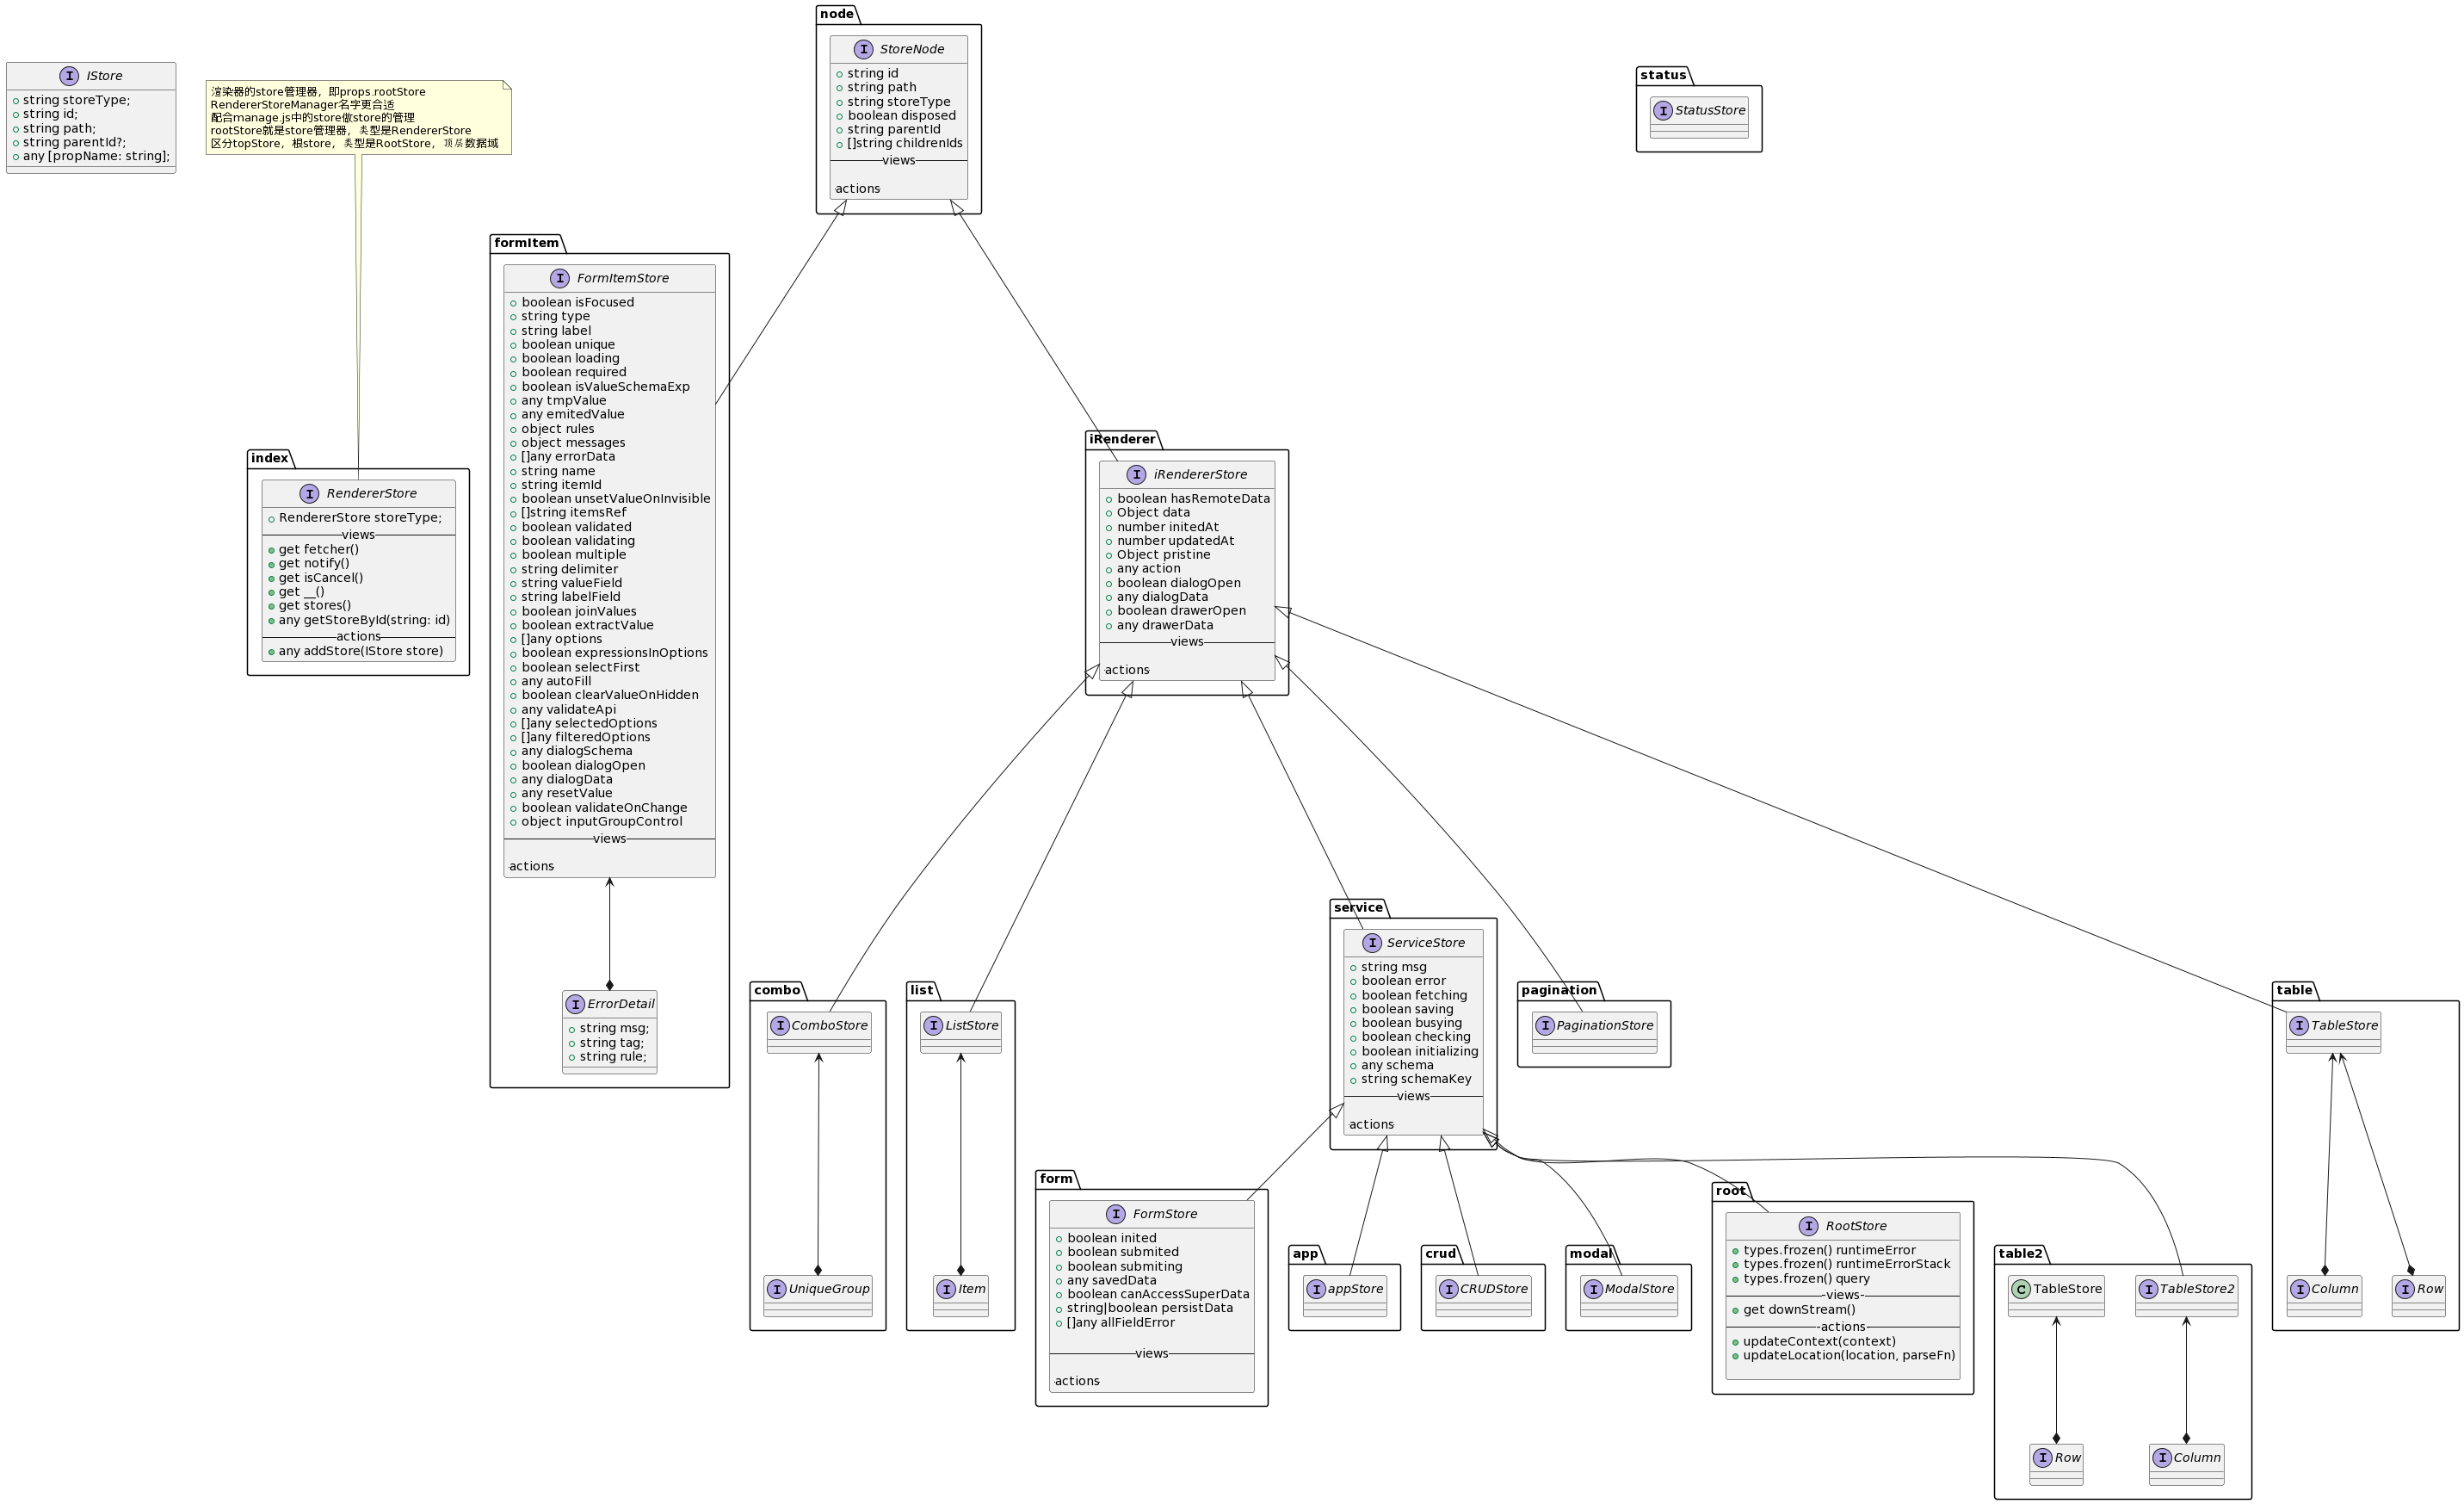 node
StoreNode
string id
string path
string storeType
boolean disposed
string parentId
[]string childrenIds
views
actions
IStore
string storeType;
string id;
string path;
string parentId?;
any [propName: string];
渲染器的store管理器，即props.rootStore
RendererStoreManager名字更合适
配合manage.js中的store做store的管理
rootStore就是store管理器，类型是RendererStore
区分topStore，根store，类型是RootStore，顶层数据域
status
StatusStore
formItem
FormItemStore
boolean isFocused
string type
string label
boolean unique
boolean loading
boolean required
boolean isValueSchemaExp
any tmpValue
any emitedValue
object rules
object messages
[]any errorData
string name
string itemId
boolean unsetValueOnInvisible
[]string itemsRef
boolean validated
boolean validating
boolean multiple
string delimiter
string valueField
string labelField
boolean joinValues
boolean extractValue
[]any options
boolean expressionsInOptions
boolean selectFirst
any autoFill
boolean clearValueOnHidden
any validateApi
[]any selectedOptions
[]any filteredOptions
any dialogSchema
boolean dialogOpen
any dialogData
any resetValue
boolean validateOnChange
object inputGroupControl
views
actions
ErrorDetail
string msg;
string tag;
string rule;
index
RendererStore
RendererStore storeType;
views
get fetcher()
get notify()
get isCancel()
get __()
get stores()
any getStoreById(string: id)
actions
any addStore(IStore store)
iRenderer
iRendererStore
boolean hasRemoteData
Object data
number initedAt
number updatedAt
Object pristine
any action
boolean dialogOpen
any dialogData
boolean drawerOpen
any drawerData
views
actions
service
ServiceStore
string msg
boolean error
boolean fetching
boolean saving
boolean busying
boolean checking
boolean initializing
any schema
string schemaKey
views
actions
combo
ComboStore
UniqueGroup
list
ListStore
Item
pagination
PaginationStore
table
TableStore
Column
Row
form
FormStore
boolean inited
boolean submited
boolean submiting
any savedData
boolean canAccessSuperData
string|boolean persistData
[]any allFieldError
views
actions
app
appStore
crud
CRUDStore
modal
ModalStore
root
RootStore
types.frozen() runtimeError
types.frozen() runtimeErrorStack
types.frozen() query
-views-
get downStream()
-actions
updateContext(context)
updateLocation(location, parseFn)
table2
TableStore
TableStore2
Row
Column